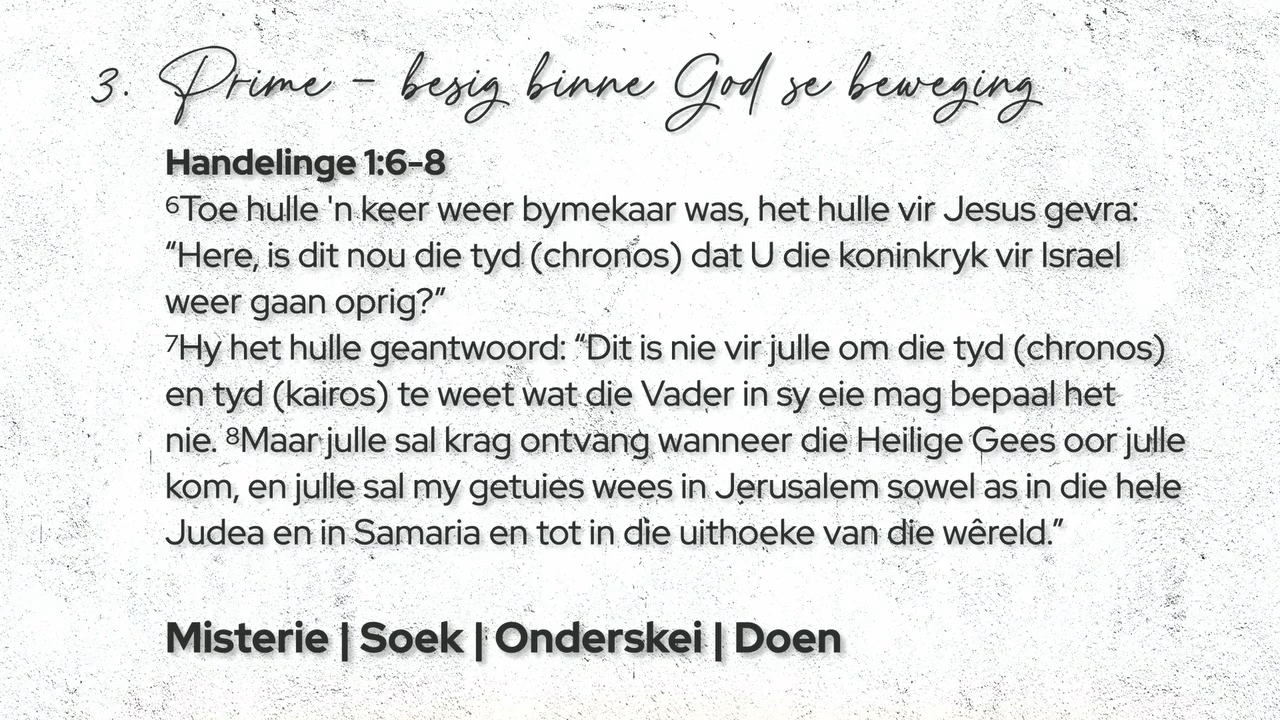 3. Prime - besig binne God se beweging
Handelinge 1:6-8
⁶Toe hulle 'n keer weer bymekaar was, het hulle vir Jesus gevra:
“Here, is dit nou die tyd (chronos) dat U die koninkryk vir Israel
weer gaan oprig?”
⁷Hy het hulle geantwoord: “Dit is nie vir julle om die tyd (chronos)
en tyd (kairos) te weet wat die Vader in sy eie mag bepaal het
nie. ⁸Maar julle sal krag ontvang wanneer die Heilige Gees oor julle
kom, en julle sal my getuies wees in Jerusalem sowel as in die hele
Judea en in Samaria en tot in die uithoeke van die wêreld.”
Misterie | Soek | Onderskei | Doen